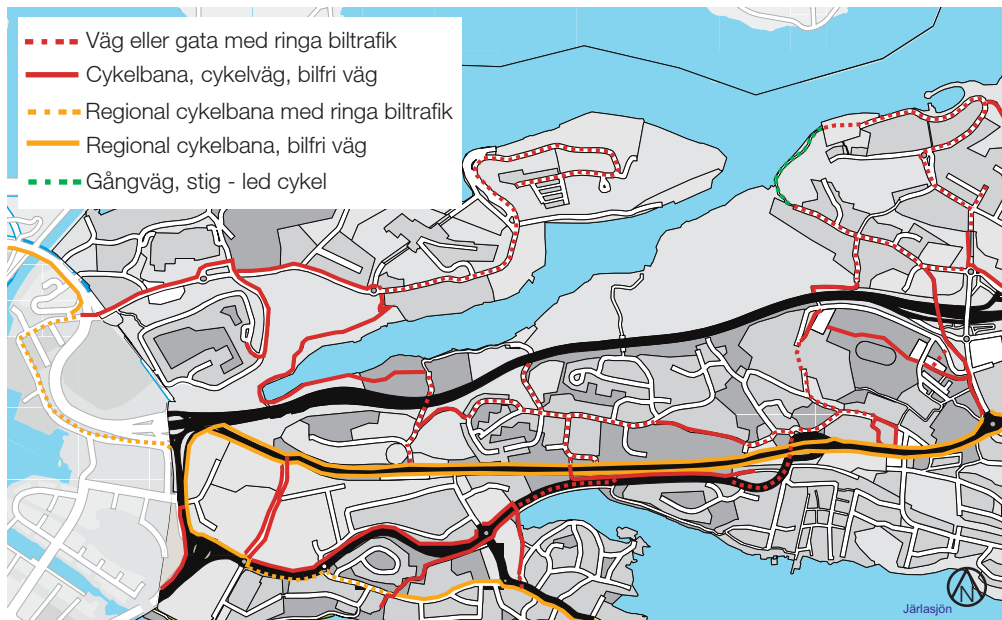 Väg eller gata med ringa biltrafik
Cykelbana, cykelväg, bilfri väg
Regional cykelbana med ringa biltrafik
Regional cykelbana, bilfri väg
Gångväg, stig - led cykel
N
Järlasjön